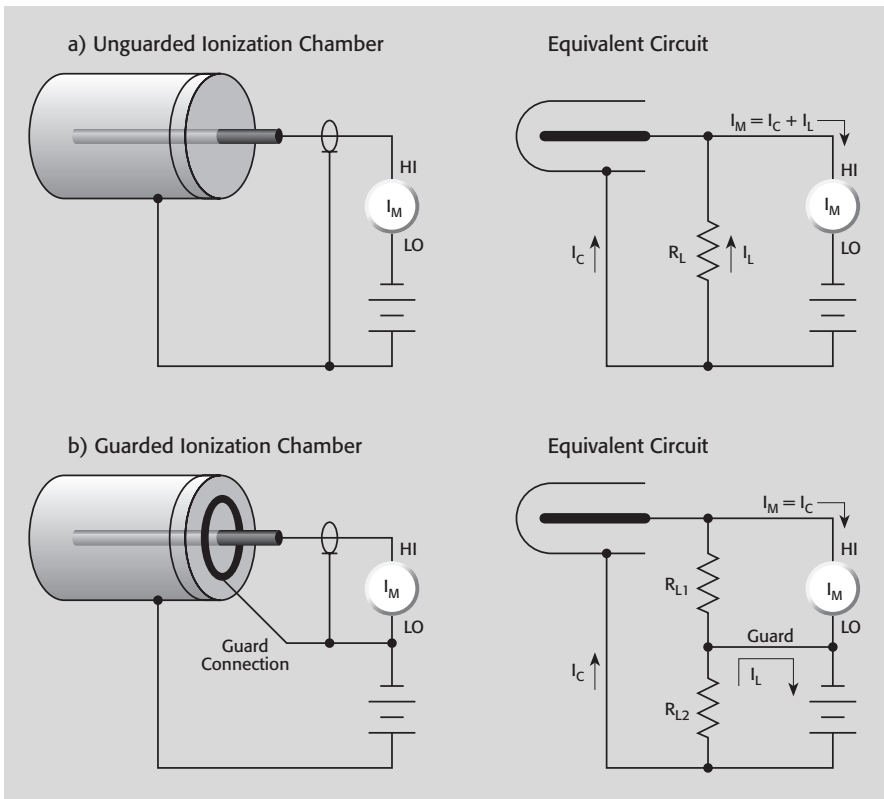 a) Unguarded Ionization Chamber
Equivalent Circuit
HI
I_M
LO
I_M = I_C + I_L
HI
I_C
R_L
I_L
I_M
LO
b) Guarded Ionization Chamber
Equivalent Circuit
HI
I_M
LO
Guard
Connection
I_M = I_C
HI
R_L1
I_M
LO
Guard
I_C
I_L
R_L2